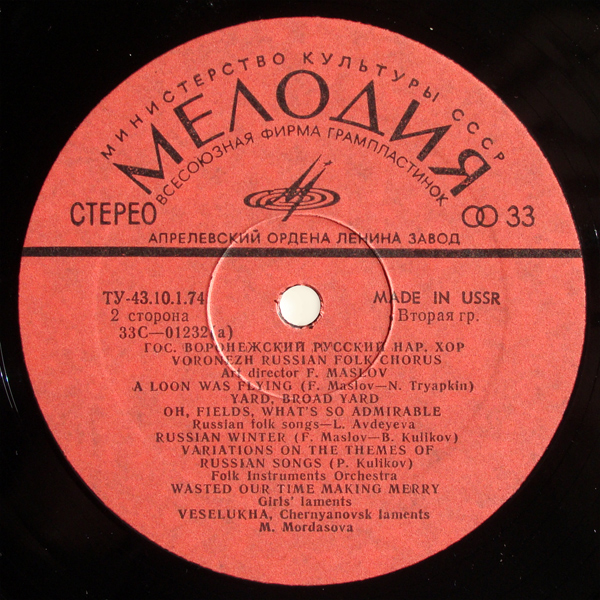 МИНИСТЕРСТВО КУЛЬТУРЫ СССР
МЕЛОДИЯ
ВСЕСОЮЗНАЯ ФИРМА ГРАМПЛАСТИНОК
СТЕРЕО
33
АПРЕЛЕВСКИЙ ОРДЕНА ЛЕНИНА ЗАВОД
ТУ-43.10.1.74
MADE IN USSR
2 сторона
Вторая гр.
33С—01232(а)
ГОС. ВОРОНЕЖСКИЙ РУССКИЙ НАР. ХОР
VORONEZH RUSSIAN FOLK CHORUS
Art director F. MASLOV
A LOON WAS FLYING (F. Maslov—N. Tryapkin)
YARD, BROAD YARD
OH, FIELDS, WHAT'S SO ADMIRABLE
Russian folk songs—L. Avdeyeva
RUSSIAN WINTER (F. Maslov—B. Kulikov)
VARIATIONS ON THE THEMES OF
RUSSIAN SONGS (P. Kulikov)
Folk Instruments Orchestra
WASTED OUR TIME MAKING MERRY
Girls' laments
VESELUKHA, Chernyanovsk laments
M. Mordasova